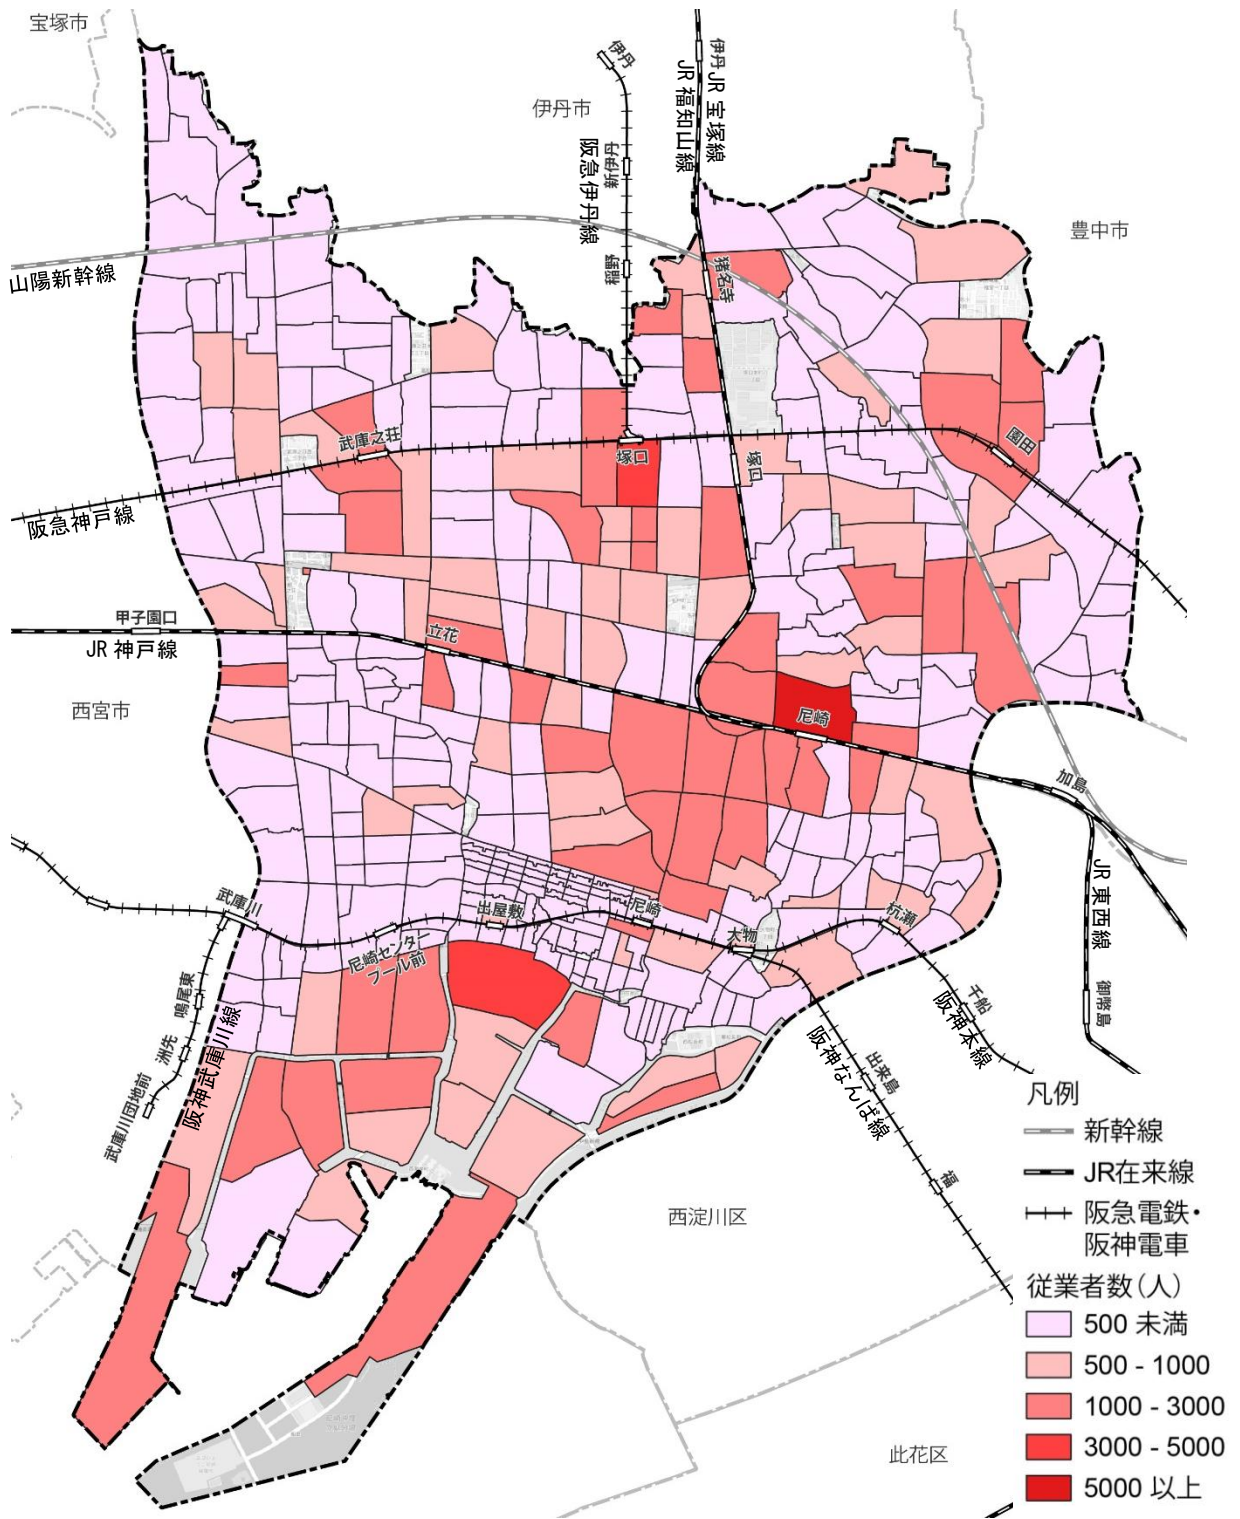 宝塚市
伊丹
伊丹市
新伊丹
阪急伊丹線
稲野
伊丹
JR 宝塚線
JR 福知山線
豊中市
山陽新幹線
猪名寺
武庫之荘
塚口
塚口
園田
阪急神戸線
甲子園口
JR 神戸線
立花
西宮市
尼崎
加島
JR 東西線
御幣島
武庫川
出屋敷
尼崎
大物
杭瀬
尼崎センター
プール前
鳴尾東
洲先
武庫川団地前
阪神武庫川線
千船
阪神本線
出来島
阪神なんば線
福
西淀川区
此花区
凡例
新幹線
JR在来線
阪急電鉄・
阪神電車
従業者数(人)
500 未満
500 - 1000
1000 - 3000
3000 - 5000
5000 以上